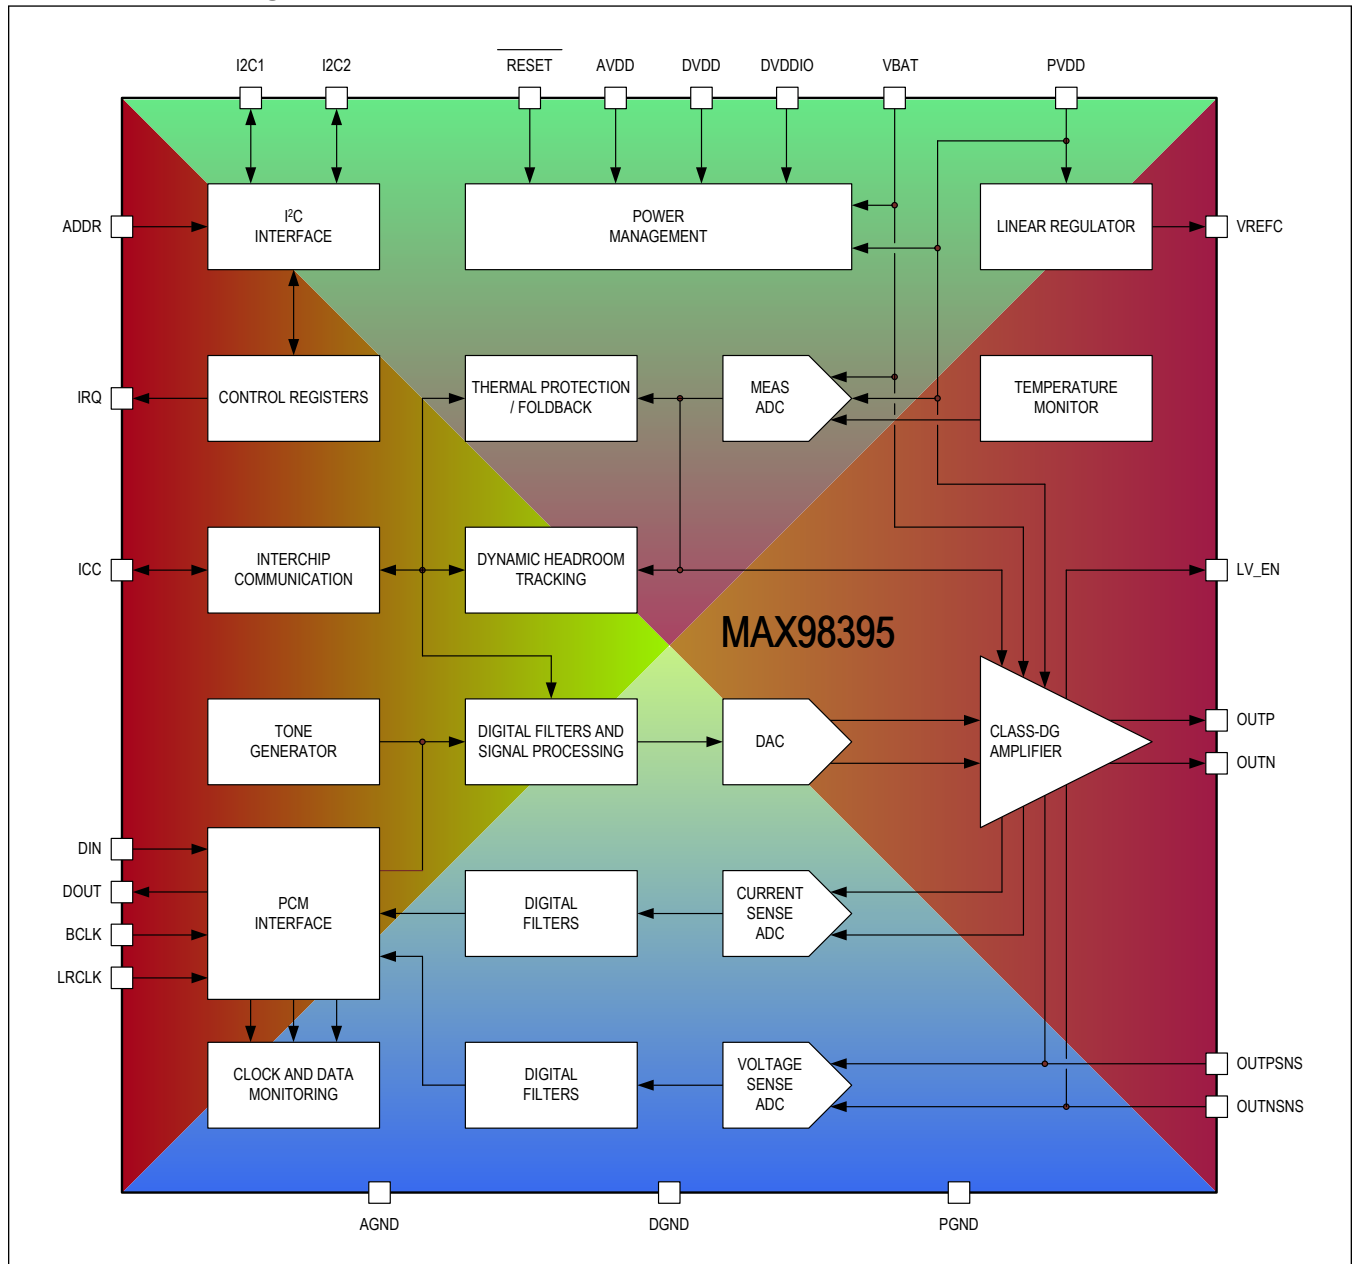 I2C1
I2C2
RESET
AVDD
DVDD
DVDDIO
VBAT
PVDD
ADDR
I²C
INTERFACE
POWER
MANAGEMENT
LINEAR REGULATOR
VREFC
IRQ
CONTROL REGISTERS
THERMAL PROTECTION
/ FOLDBACK
MEAS
ADC
TEMPERATURE
MONITOR
ICC
INTERCHIP
COMMUNICATION
DYNAMIC HEADROOM
TRACKING
LV_EN
MAX98395
TONE
GENERATOR
DIGITAL FILTERS AND
SIGNAL PROCESSING
DAC
CLASS-DG
AMPLIFIER
OUTP
OUTN
DIN
DOUT
BCLK
LRCLK
PCM
INTERFACE
DIGITAL
FILTERS
CURRENT
SENSE
ADC
CLOCK AND DATA
MONITORING
DIGITAL
FILTERS
VOLTAGE
SENSE
ADC
OUTPSNS
OUTNSNS
AGND
DGND
PGND